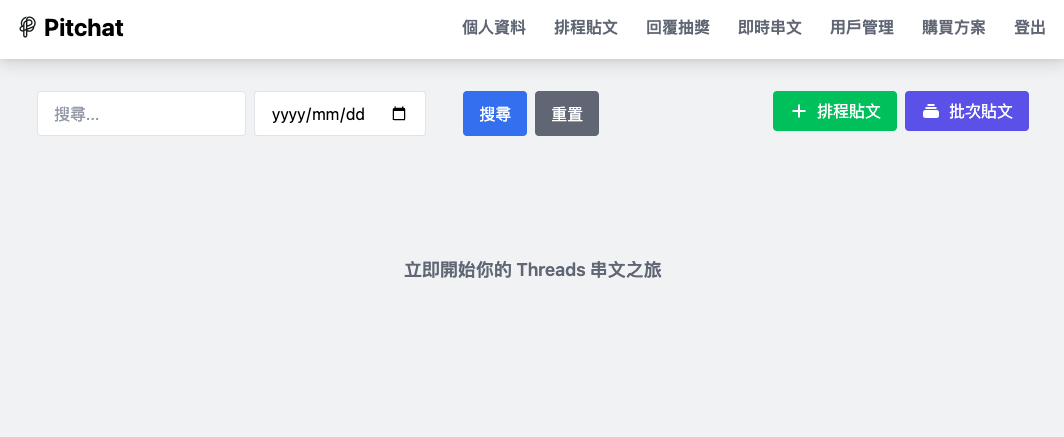 Pitchat 個人資料 排程貼文 回覆抽獎 即時串文 用戶管理 購買方案 登出
搜尋... yyyy/mm/dd 搜尋 重置 排程貼文 批次貼文
立即開始你的 Threads 串文之旅